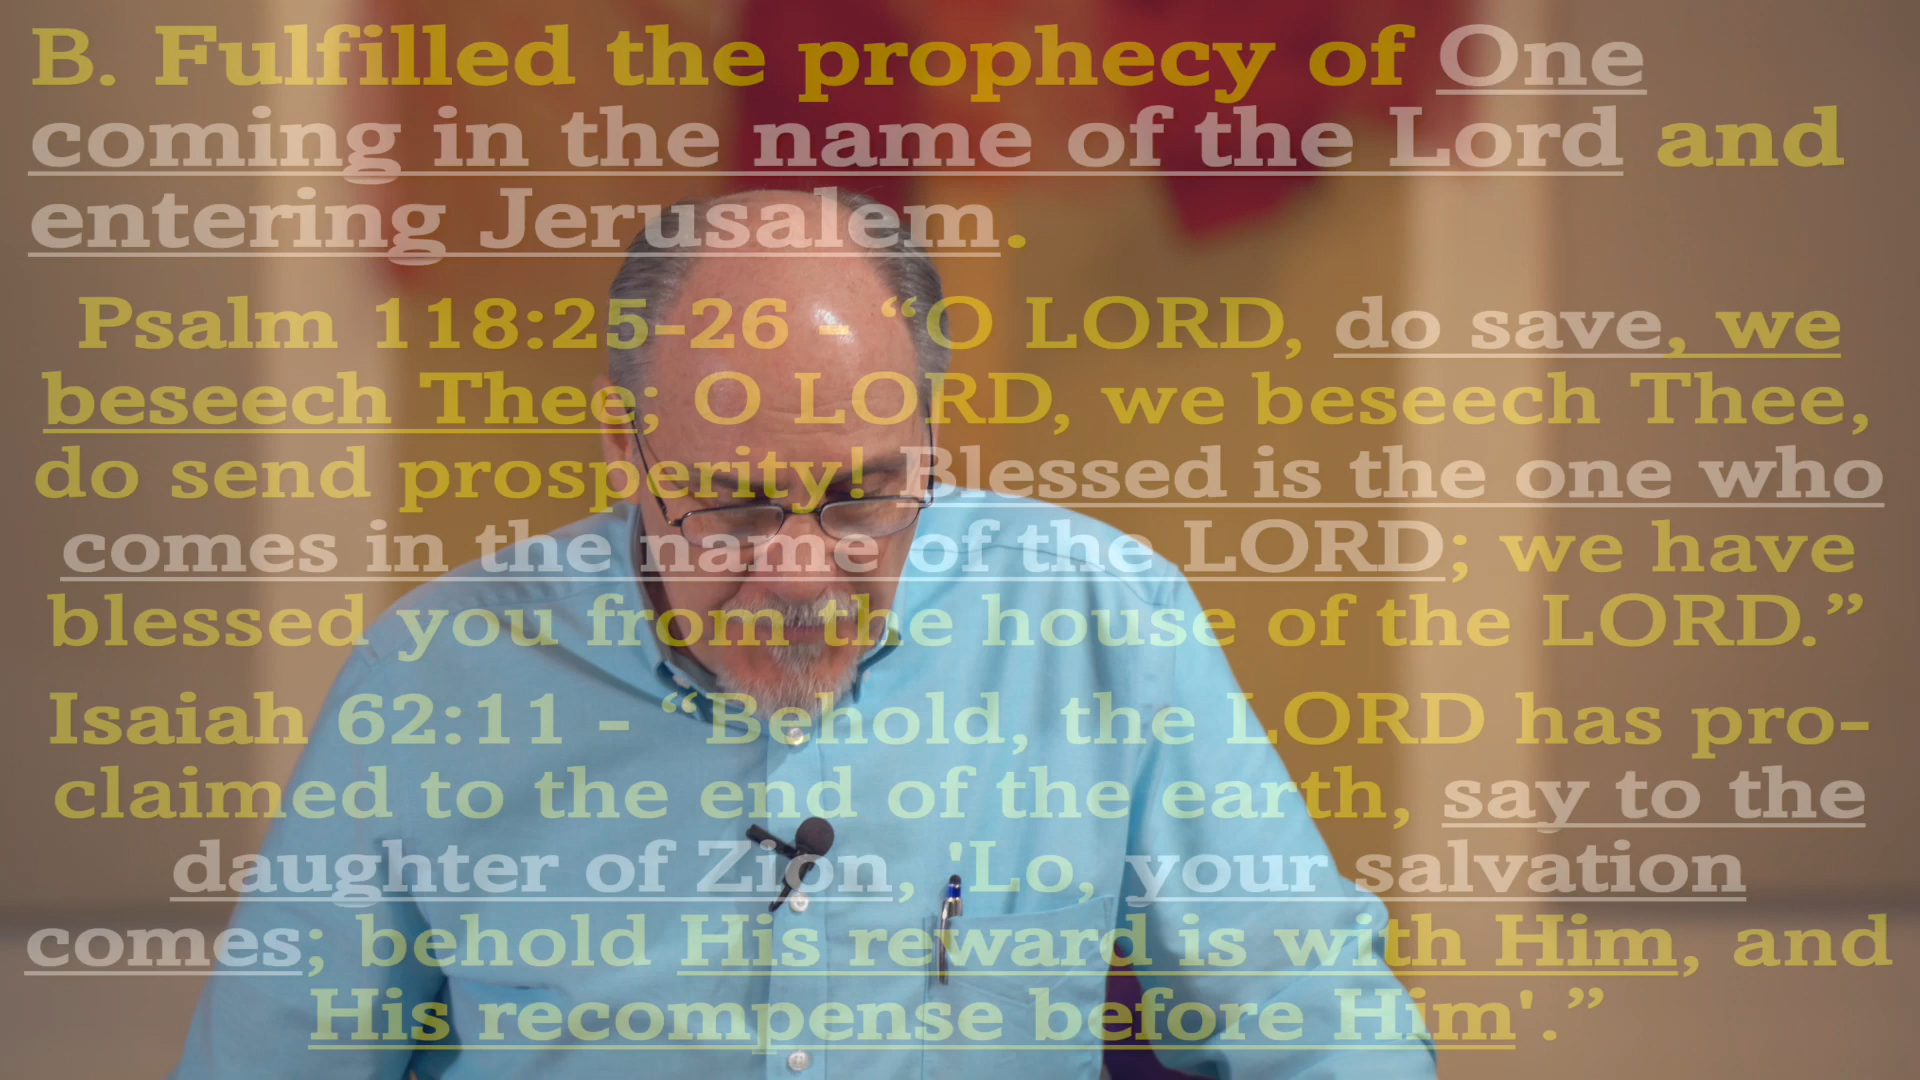 B. Fulfilled the prophecy of One
coming in the name of the Lord and
entering Jerusalem.
Psalm 118:25-26 - “O LORD, do save, we
beseech Thee; O LORD, we beseech Thee,
do send prosperity! Blessed is the one who
comes in the name of the LORD; we have
blessed you from the house of the LORD.”
Isaiah 62:11 – “Behold, the LORD has pro-
claimed to the end of the earth, say to the
daughter of Zion, 'Lo, your salvation
comes; behold His reward is with Him, and
His recompense before Him'.”